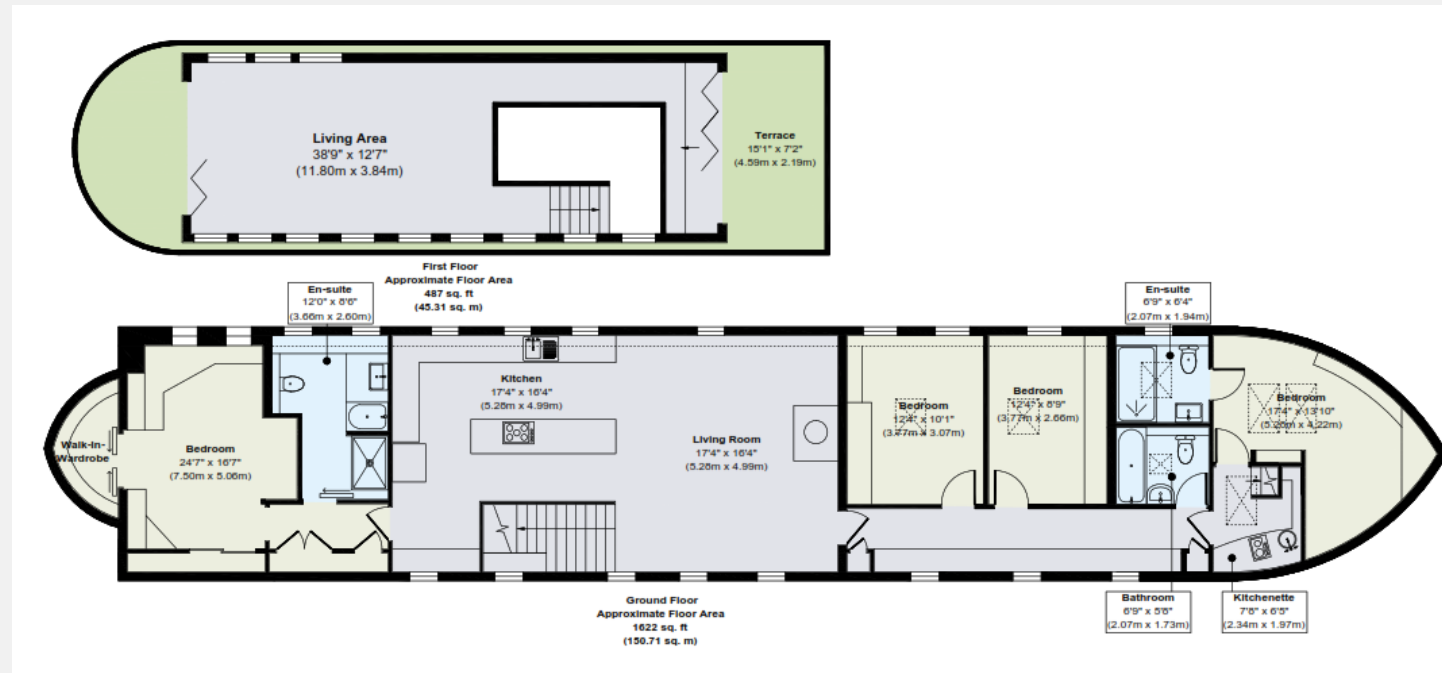 Living Area
38'9" x 12'7"
(11.80m x 3.84m)
Terrace
15'1" x 7'2"
(4.59m x 2.19m)
First Floor
Approximate Floor Area
487 sq. ft
(45.31 sq. m)
En-suite
12'0" x 8'6"
(3.66m x 2.60m)
En-suite
6'9" x 6'4"
(2.07m x 1.94m)
Kitchen
17'4" x 16'4"
(5.28m x 4.99m)
Living Room
17'4" x 16'4"
(5.28m x 4.99m)
Bedroom
12'4" x 10'1"
(3.77m x 3.07m)
Bedroom
12'4" x 8'9"
(3.77m x 2.66m)
Bedroom
17'4" x 13'10"
(5.28m x 4.22m)
Walk-In-
Wardrobe
Bedroom
24'7" x 16'7"
(7.50m x 5.06m)
Ground Floor
Approximate Floor Area
1622 sq. ft
(150.71 sq. m)
Bathroom
6'9" x 5'8"
(2.07m x 1.73m)
Kitchenette
7'8" x 6'5"
(2.34m x 1.97m)